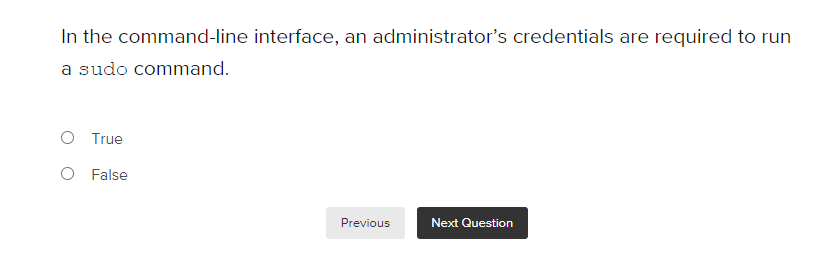 In the command-line interface, an administrator’s credentials are required to run
a sudo command.
True
False
Previous
Next Question